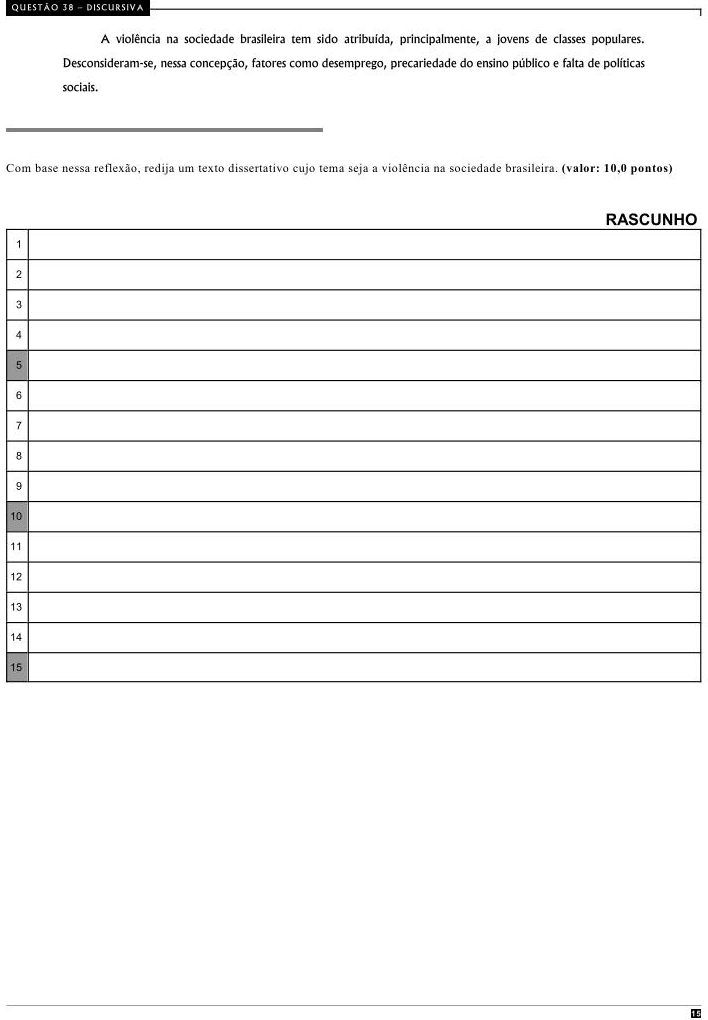 QUESTÃO 38 – DISCURSIVA
A violência na sociedade brasileira tem sido atribuída, principalmente, a jovens de classes populares.
Desconsideram-se, nessa concepção, fatores como desemprego, precariedade do ensino público e falta de políticas
sociais.
Com base nessa reflexão, redija um texto dissertativo cujo tema seja a violência na sociedade brasileira. (valor: 10,0 pontos)
RASCUNHO
1
2
3
4
5
6
7
8
9
10
11
12
13
14
15
15